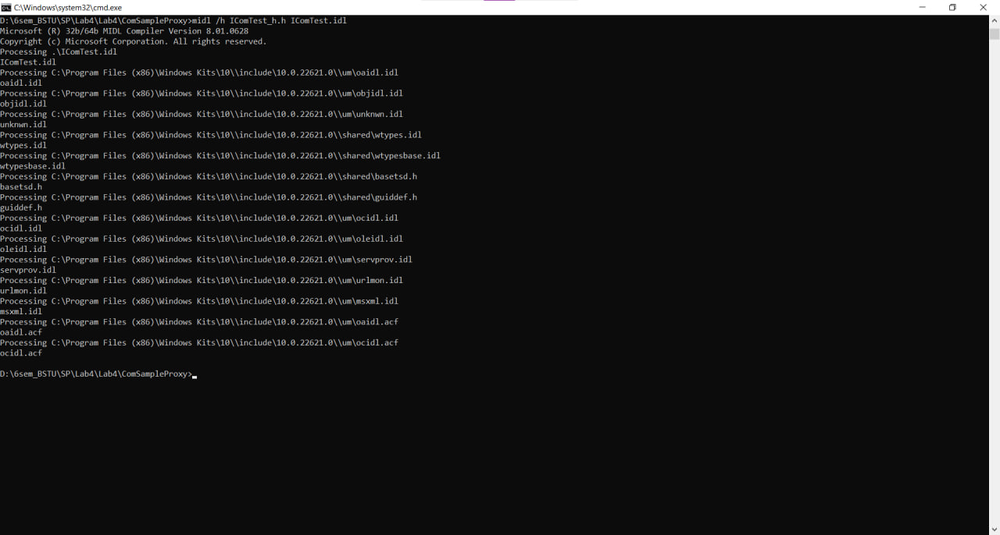 C:\Windows\system32\cmd.exe
D:\6sem_BSTU\SP\Lab4\Lab4\ComSampleProxy>midl /h IComTest_h.h IComTest.idl
Microsoft (R) 32b/64b MIDL Compiler Version 8.01.0628
Copyright (c) Microsoft Corporation. All rights reserved.
Processing .\IComTest.idl
IComTest.idl
Processing C:\Program Files (x86)\Windows Kits\10\\include\10.0.22621.0\\um\oaidl.idl
oaidl.idl
Processing C:\Program Files (x86)\Windows Kits\10\\include\10.0.22621.0\\um\objidl.idl
objidl.idl
Processing C:\Program Files (x86)\Windows Kits\10\\include\10.0.22621.0\\um\unknwn.idl
unknwn.idl
Processing C:\Program Files (x86)\Windows Kits\10\\include\10.0.22621.0\\shared\wtypes.idl
wtypes.idl
Processing C:\Program Files (x86)\Windows Kits\10\\include\10.0.22621.0\\shared\wtypesbase.idl
wtypesbase.idl
Processing C:\Program Files (x86)\Windows Kits\10\\include\10.0.22621.0\\shared\basetsd.h
basetsd.h
Processing C:\Program Files (x86)\Windows Kits\10\\include\10.0.22621.0\\shared\guiddef.h
guiddef.h
Processing C:\Program Files (x86)\Windows Kits\10\\include\10.0.22621.0\\um\ocidl.idl
ocidl.idl
Processing C:\Program Files (x86)\Windows Kits\10\\include\10.0.22621.0\\um\oleidl.idl
oleidl.idl
Processing C:\Program Files (x86)\Windows Kits\10\\include\10.0.22621.0\\um\servprov.idl
servprov.idl
Processing C:\Program Files (x86)\Windows Kits\10\\include\10.0.22621.0\\um\urlmon.idl
urlmon.idl
Processing C:\Program Files (x86)\Windows Kits\10\\include\10.0.22621.0\\um\msxml.idl
msxml.idl
Processing C:\Program Files (x86)\Windows Kits\10\\include\10.0.22621.0\\um\oaidl.acf
oaidl.acf
Processing C:\Program Files (x86)\Windows Kits\10\\include\10.0.22621.0\\um\ocidl.acf
ocidl.acf
D:\6sem_BSTU\SP\Lab4\Lab4\ComSampleProxy>